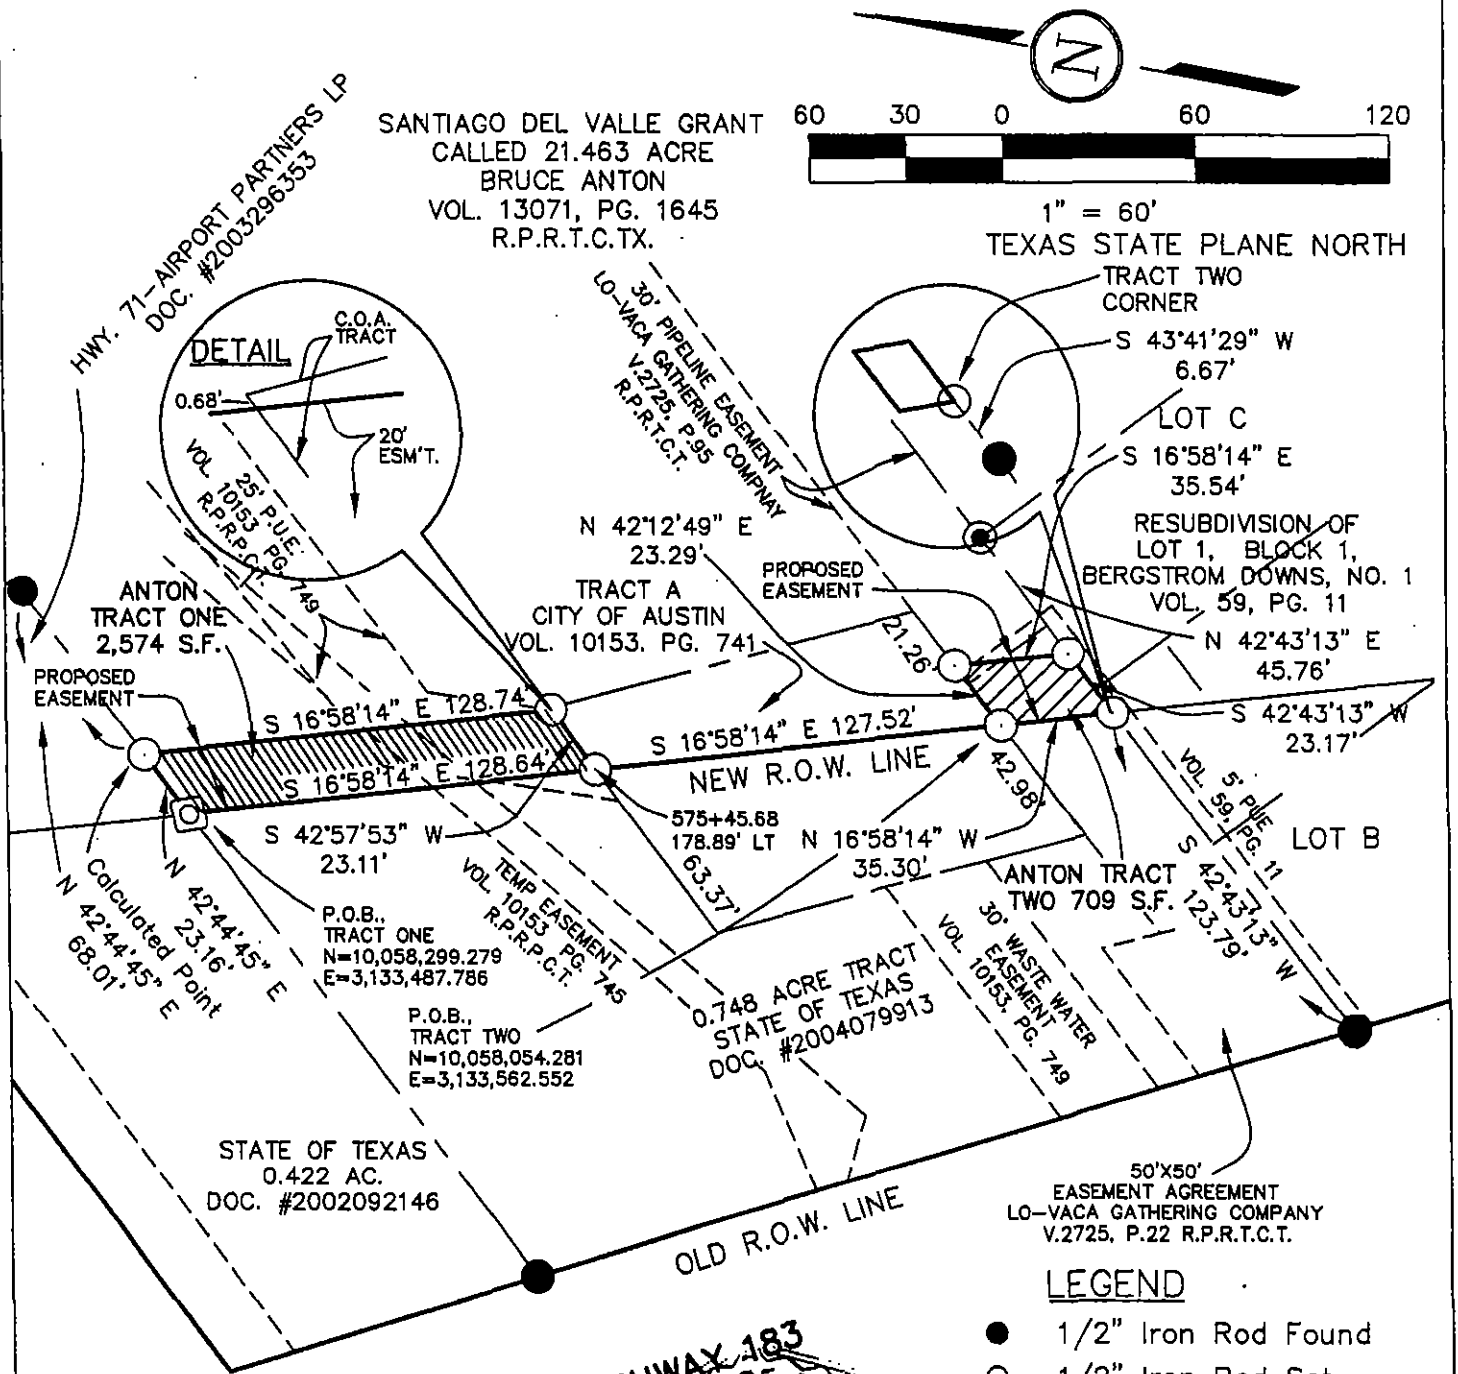 N
60 30 0 60 120
1" = 60'
TEXAS STATE PLANE NORTH
HWY. 71-AIRPORT PARTNERS LP
DOC. #2003296353
SANTIAGO DEL VALLE GRANT
CALLED 21.463 ACRE
BRUCE ANTON
VOL. 13071, PG. 1645
R.P.R.T.C.TX.
TRACT TWO
CORNER
S 43°41'29" W
6.67'
LOT C
S 16°58'14" E
35.54'
DETAIL
C.O.A.
TRACT
0.68'
20'
ESM'T.
30' PIPELINE EASEMENT
LO-VACA GATHERING COMPNAY
V.2725, P.95
R.P.R.T.C.T.
25' P.U.E.
VOL. 10153 PG. 749
R.P.R.P.C.T.
N 42°12'49" E
23.29'
PROPOSED
EASEMENT
RESUBDIVISION OF
LOT 1, BLOCK 1,
BERGSTROM DOWNS, NO. 1
VOL. 59, PG. 11
ANTON
TRACT ONE
2,574 S.F.
TRACT A
CITY OF AUSTIN
VOL. 10153. PG. 741
21.26'
N 42°43'13" E
45.76'
PROPOSED
EASEMENT
S 16°58'14" E 128.74'
S 16°58'14" E 128.64'
S 16°58'14" E 127.52'
NEW R.O.W. LINE
S 42°43'13" W
23.17'
42.98'
5' PUE
VOL. 59, PG. 11
LOT B
S 42°57'53" W
23.11'
575+45.68
178.89' LT
N 16°58'14" W
35.30'
63.37'
ANTON TRACT
TWO 709 S.F.
S 42°43'13" W
123.79'
Calculated Point
N 42°44'45" E
23.16'
N 42°44'45" E
68.01'
P.O.B.,
TRACT ONE
N=10,058,299.279
E=3,133,487.786
TEMP EASEMENT
VOL. 10153 PG. 745
R.P.R.P.C.T.
P.O.B.,
TRACT TWO
N=10,058,054.281
E=3,133,562.552
0.748 ACRE TRACT
STATE OF TEXAS
DOC. #2004079913
30' WASTE WATER
EASEMENT
VOL. 10153, PG. 749
STATE OF TEXAS
0.422 AC.
DOC. #2002092146
OLD R.O.W. LINE
50'X50'
EASEMENT AGREEMENT
LO-VACA GATHERING COMPANY
V.2725, P.22 R.P.R.T.C.T.
LEGEND
1/2" Iron Rod Found
1/2" Iron Rod Set
183